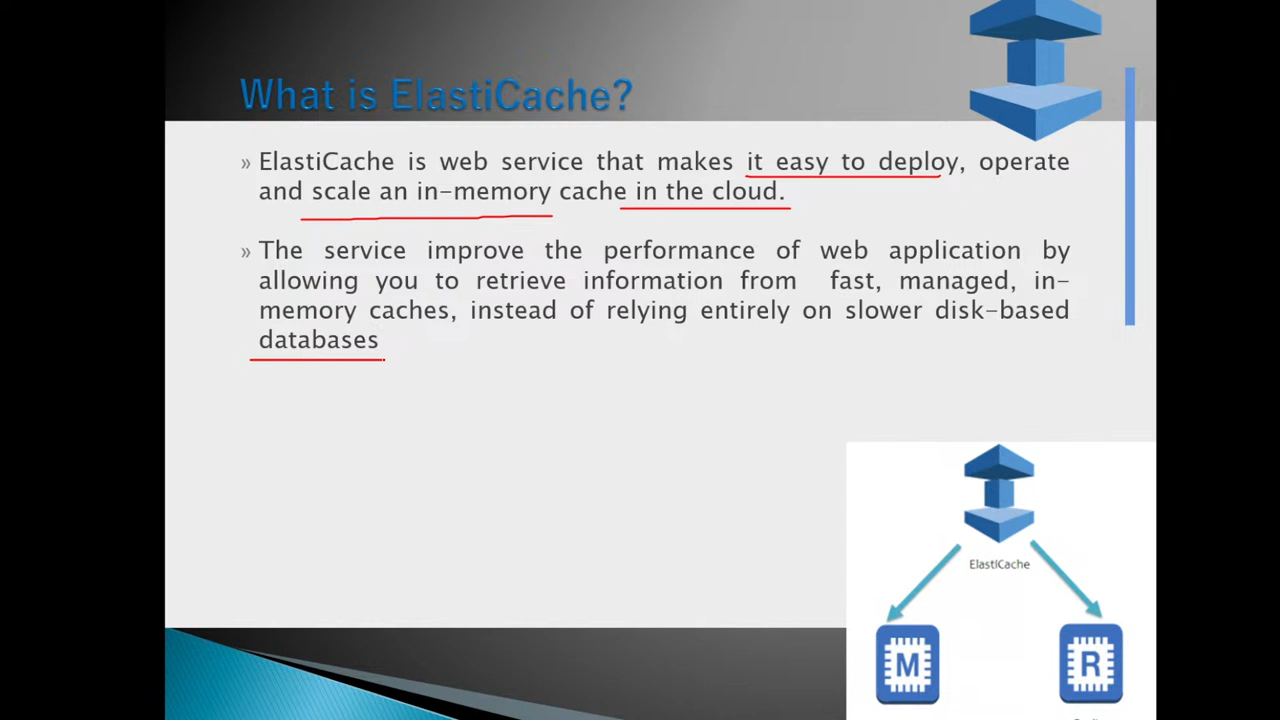 What is ElastiCache?
» ElastiCache is web service that makes it easy to deploy, operate
and scale an in-memory cache in the cloud.
» The service improve the performance of web application by
allowing you to retrieve information from fast, managed, in-
memory caches, instead of relying entirely on slower disk-based
databases
ElastiCache
M
R